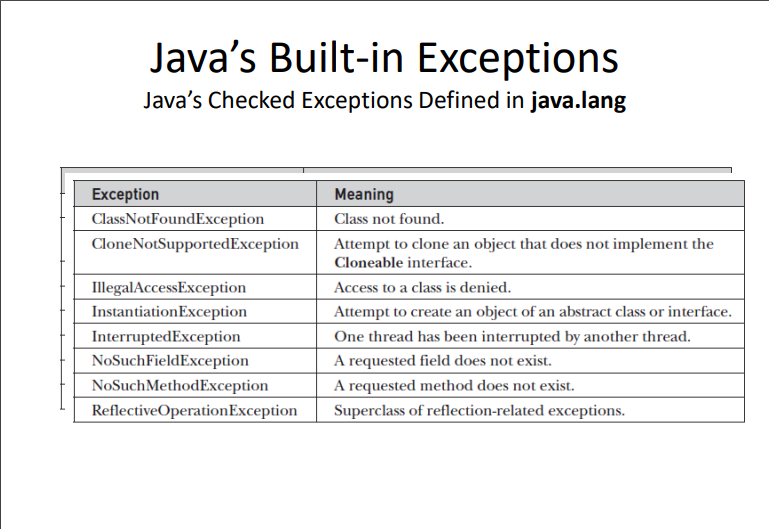 Java’s Built-in Exceptions
Java’s Checked Exceptions Defined in java.lang
Exception Meaning
ClassNotFoundException Class not found.
CloneNotSupportedException Attempt to clone an object that does not implement the
Cloneable interface.
IllegalAccessException Access to a class is denied.
InstantiationException Attempt to create an object of an abstract class or interface.
InterruptedException One thread has been interrupted by another thread.
NoSuchFieldException A requested field does not exist.
NoSuchMethodException A requested method does not exist.
ReflectiveOperationException Superclass of reflection-related exceptions.